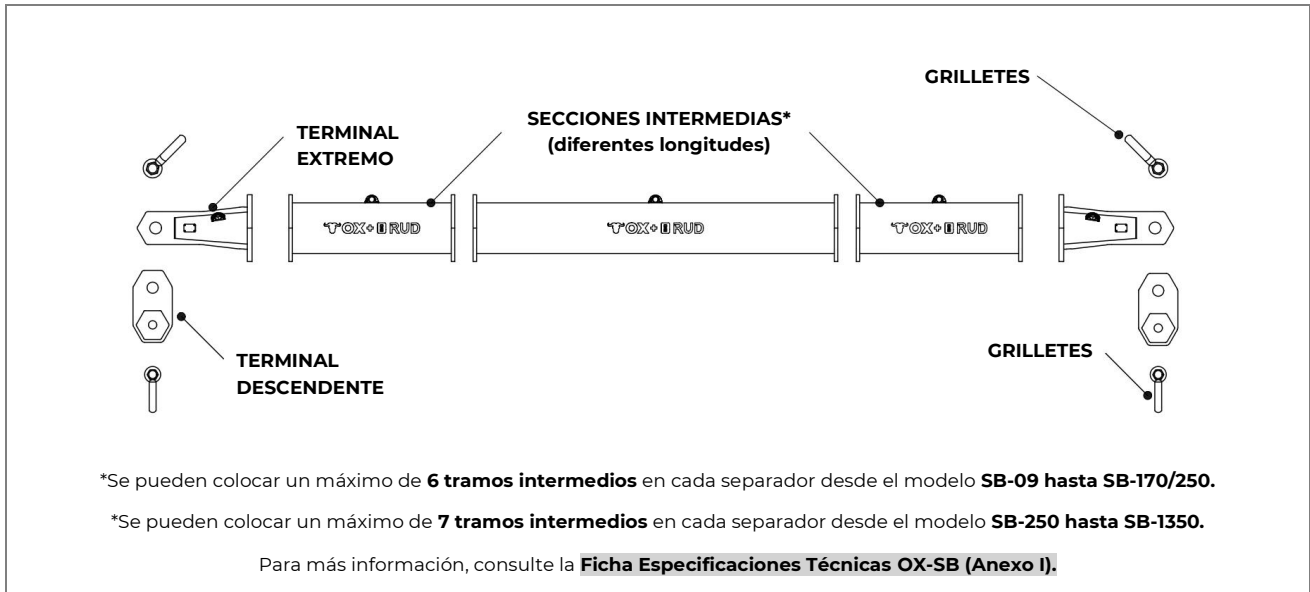 GRILLETES
SECCIONES INTERMEDIAS*
(diferentes longitudes)
TERMINAL
EXTREMO
OX+ RUD
OX+ RUD
OX+ RUD
TERMINAL
DESCENDENTE
GRILLETES
*Se pueden colocar un máximo de 6 tramos intermedios en cada separador desde el modelo SB-09 hasta SB-170/250.
*Se pueden colocar un máximo de 7 tramos intermedios en cada separador desde el modelo SB-250 hasta SB-1350.
Para más información, consulte la Ficha Especificaciones Técnicas OX-SB (Anexo I).